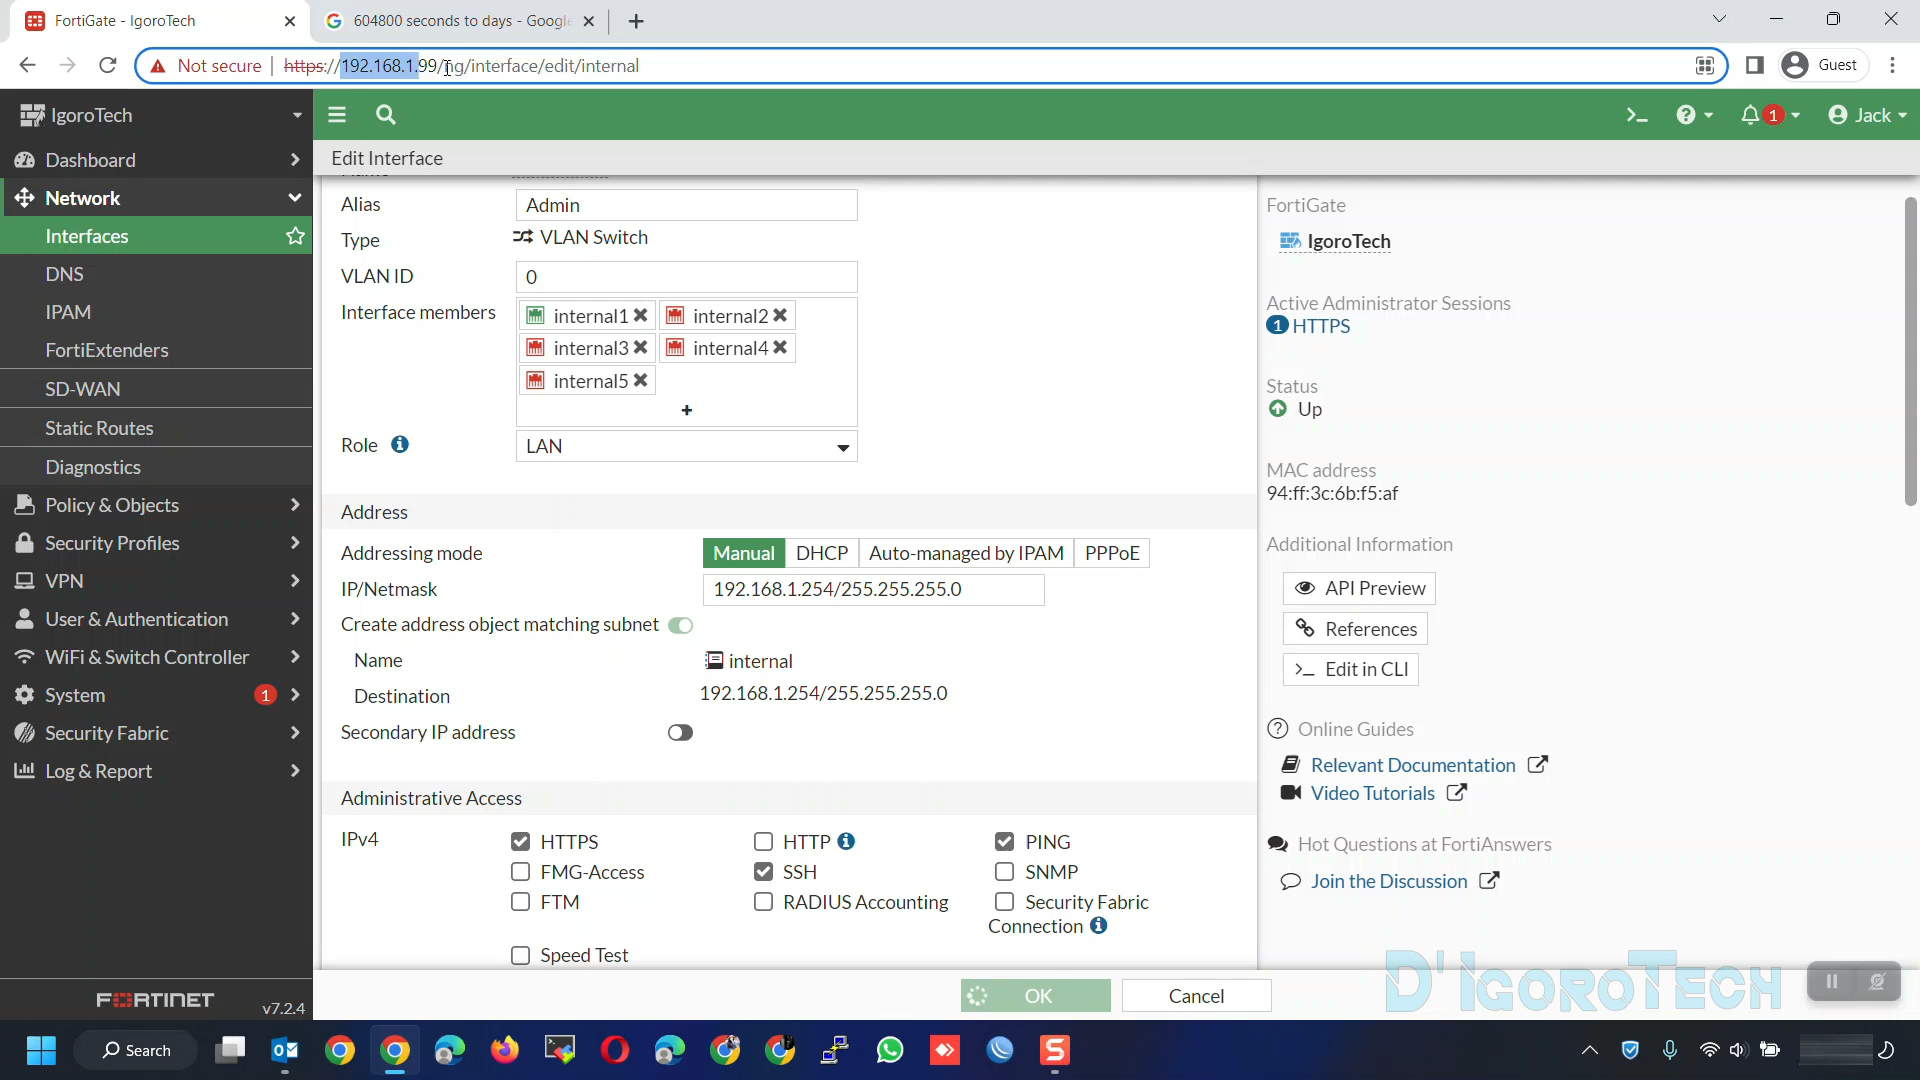 FortiGate - IgoroTech
604800 seconds to days - Google
Not secure
https://192.168.1.99/ng/interface/edit/internal
Guest
IgoroTech
1
Jack
Dashboard
Network
Interfaces
DNS
IPAM
FortiExtenders
SD-WAN
Static Routes
Diagnostics
Policy & Objects
Security Profiles
VPN
User & Authentication
WiFi & Switch Controller
System 1
Security Fabric
Log & Report
FORTINET
v7.2.4
Edit Interface
Alias Admin
Type VLAN Switch
VLAN ID 0
Interface members internal1 internal2
internal3 internal4
internal5
+
Role LAN
Address
Addressing mode Manual DHCP Auto-managed by IPAM PPPoE
IP/Netmask 192.168.1.254/255.255.255.0
Create address object matching subnet
Name internal
Destination 192.168.1.254/255.255.255.0
Secondary IP address
Administrative Access
IPv4 HTTPS HTTP PING
FMG-Access SSH SNMP
FTM RADIUS Accounting Security Fabric
Connection
Speed Test
OK Cancel
FortiGate
IgoroTech
Active Administrator Sessions
1 HTTPS
Status
Up
MAC address
94:ff:3c:6b:f5:af
Additional Information
API Preview
References
>_ Edit in CLI
Online Guides
Relevant Documentation
Video Tutorials
Hot Questions at FortiAnswers
Join the Discussion
D'IGOROTECH
Search